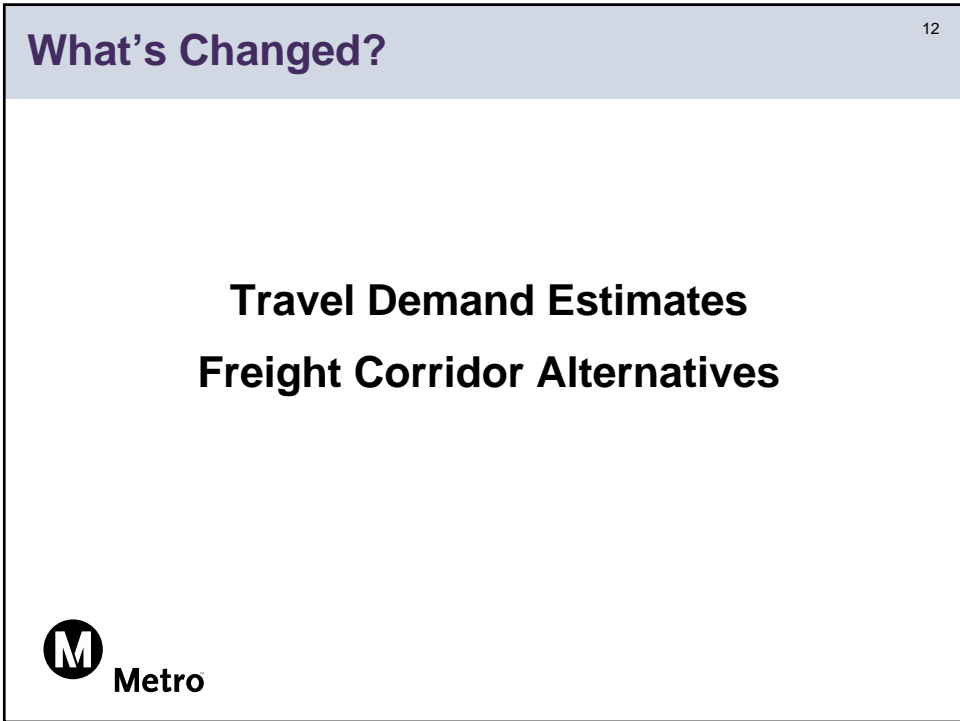 What’s Changed?
12
Travel Demand Estimates
Freight Corridor Alternatives
M
Metro